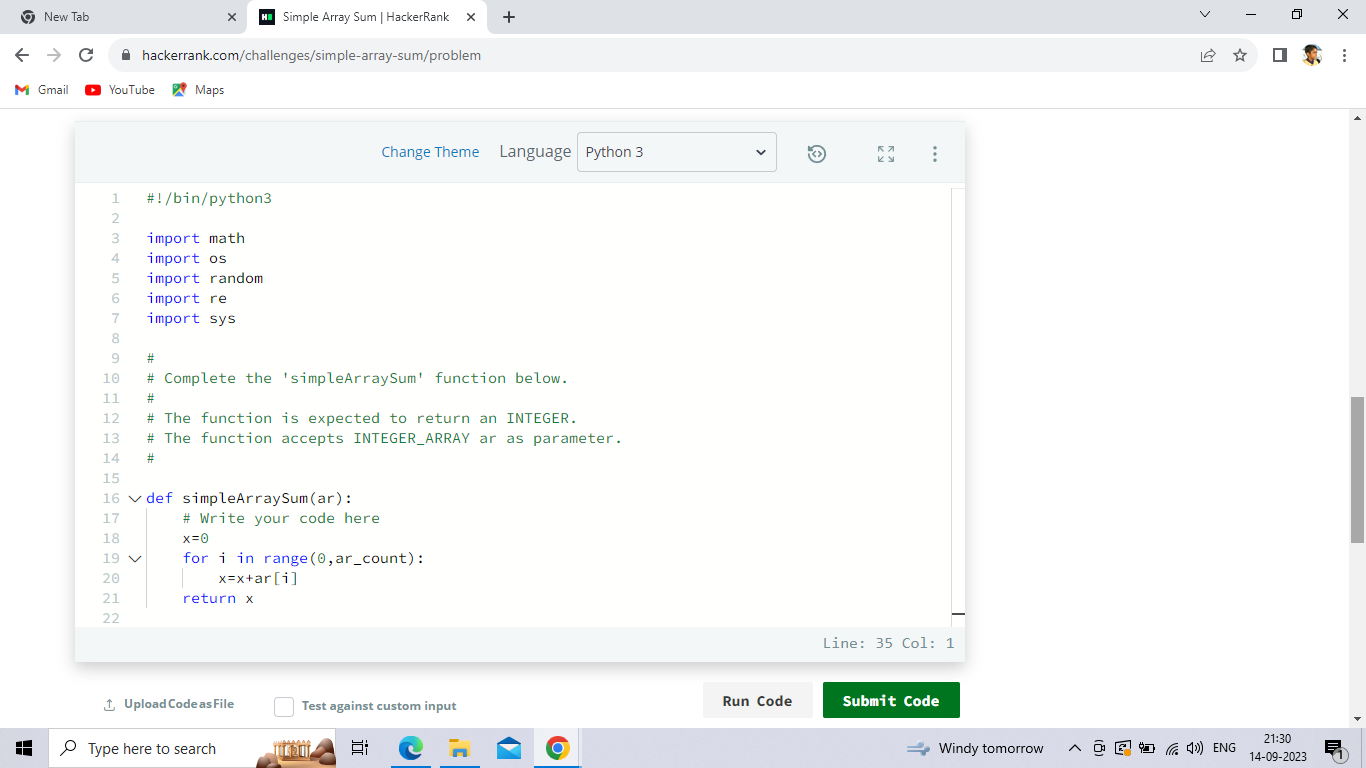 New Tab
Simple Array Sum | HackerRank
hackerrank.com/challenges/simple-array-sum/problem
Gmail YouTube Maps
Change Theme Language Python 3
1 #!/bin/python3
2
3 import math
4 import os
5 import random
6 import re
7 import sys
8
9 #
10 # Complete the 'simpleArraySum' function below.
11 #
12 # The function is expected to return an INTEGER.
13 # The function accepts INTEGER_ARRAY ar as parameter.
14 #
15
16 def simpleArraySum(ar):
17 # Write your code here
18 x=0
19 for i in range(0,ar_count):
20 x=x+ar[i]
21 return x
22
Line: 35 Col: 1
Upload Code as File Test against custom input Run Code Submit Code
Type here to search
Windy tomorrow
ENG
21:30
14-09-2023
1